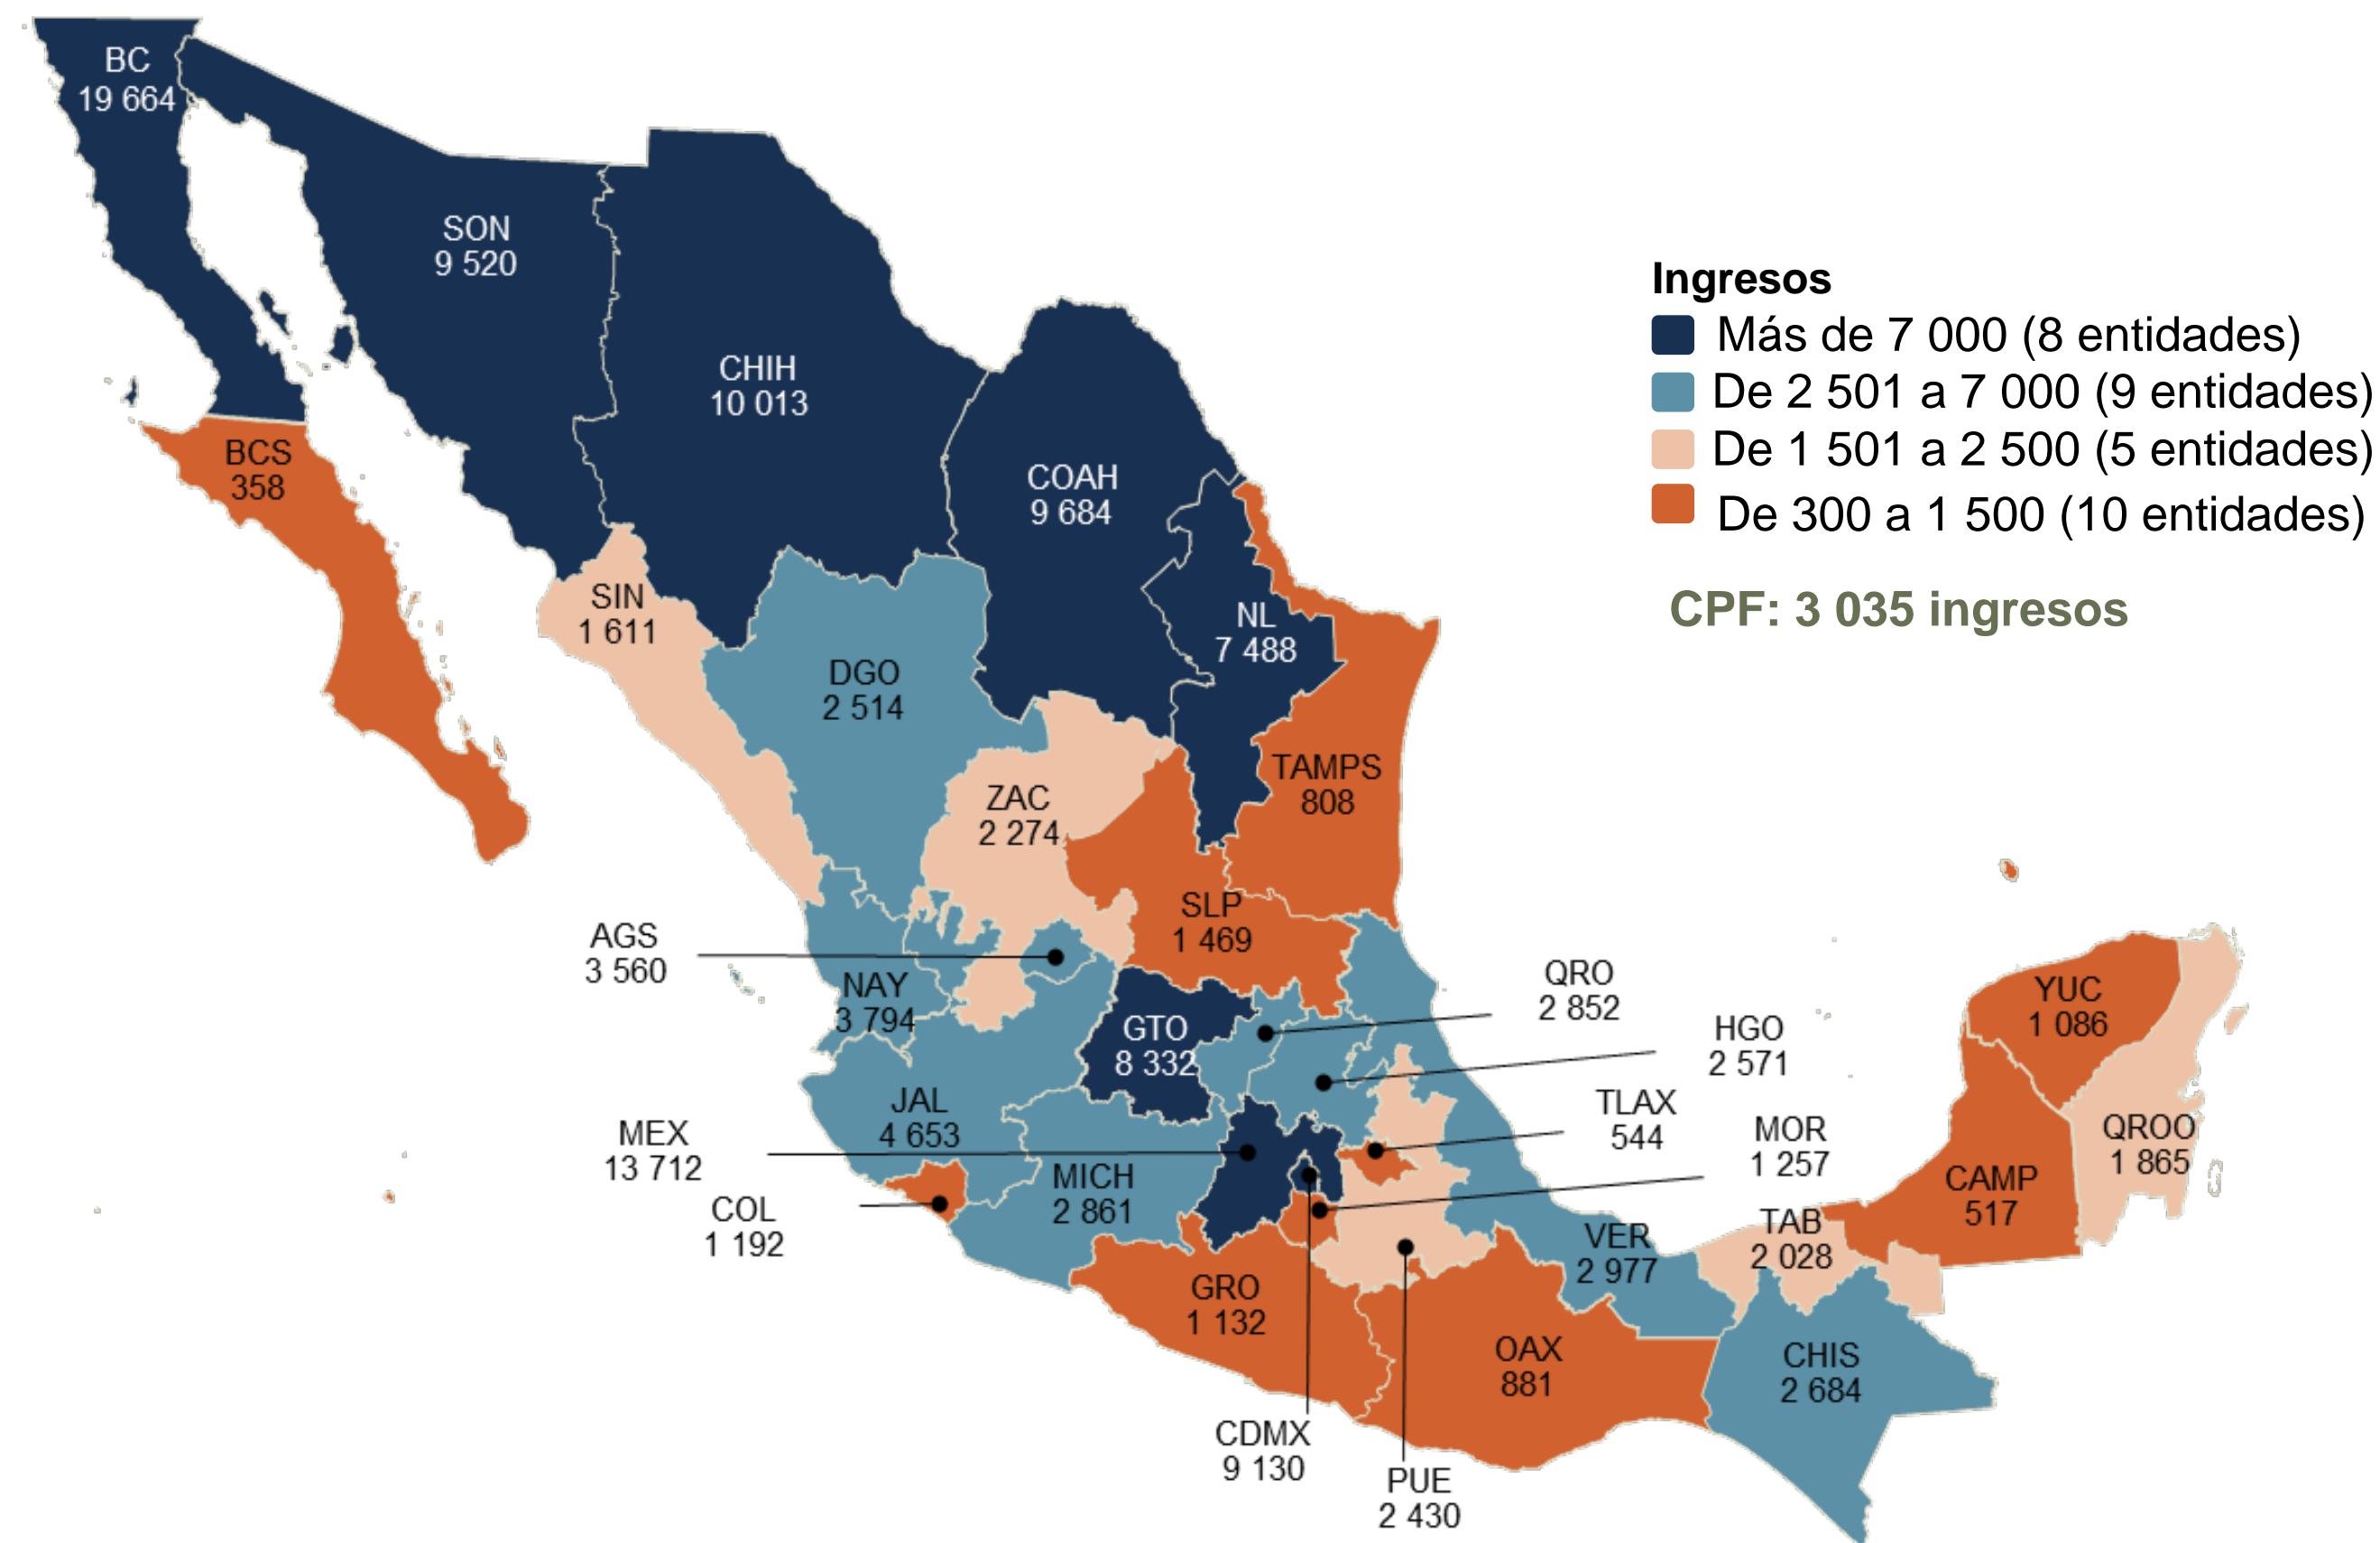 BC
19 664
SON
9 520
CHIH
10 013
COAH
9 684
BCS
358
SIN
1 611
NL
7 488
DGO
2 514
TAMPS
808
ZAC
2 274
SLP
1 469
AGS
3 560
NAY
3 794
GTO
8 332
QRO
2 852
HGO
2 571
JAL
4 653
MEX
13 712
COL
1 192
MICH
2 861
TLAX
544
MOR
1 257
YUC
1 086
QROO
1 865
CAMP
517
TAB
2 028
VER
2 977
GRO
1 132
OAX
881
CHIS
2 684
CDMX
9 130
PUE
2 430
Ingresos
Más de 7 000 (8 entidades)
De 2 501 a 7 000 (9 entidades)
De 1 501 a 2 500 (5 entidades)
De 300 a 1 500 (10 entidades)
CPF: 3 035 ingresos